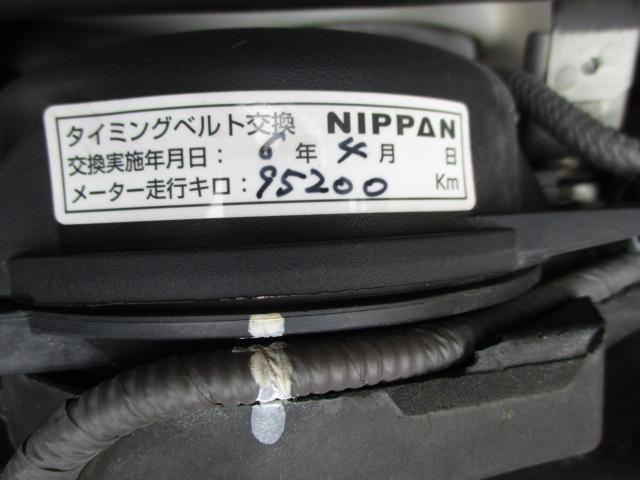 タイミングベルト交換 NIPPAN
交換実施年月日： 6 年 4 月 日
メーター走行キロ： 95200 Km